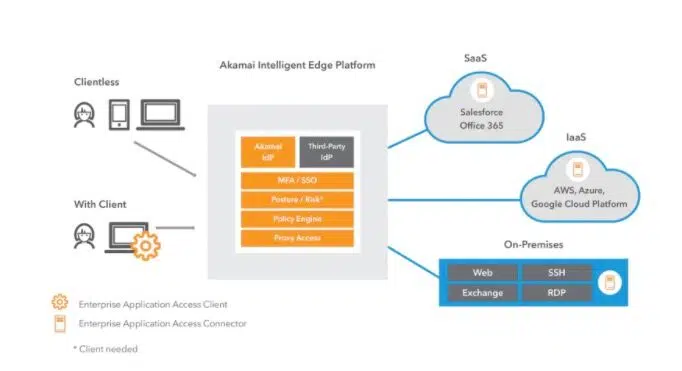 Akamai Intelligent Edge Platform
Clientless
With Client
Akamai
IdP
Third-Party
IdP
MFA / SSO
Posture / Risk*
Policy Engine
Proxy Access
SaaS
Salesforce
Office 365
IaaS
AWS, Azure,
Google Cloud Platform
On-Premises
Web
SSH
Exchange
RDP
Enterprise Application Access Client
Enterprise Application Access Connector
* Client needed